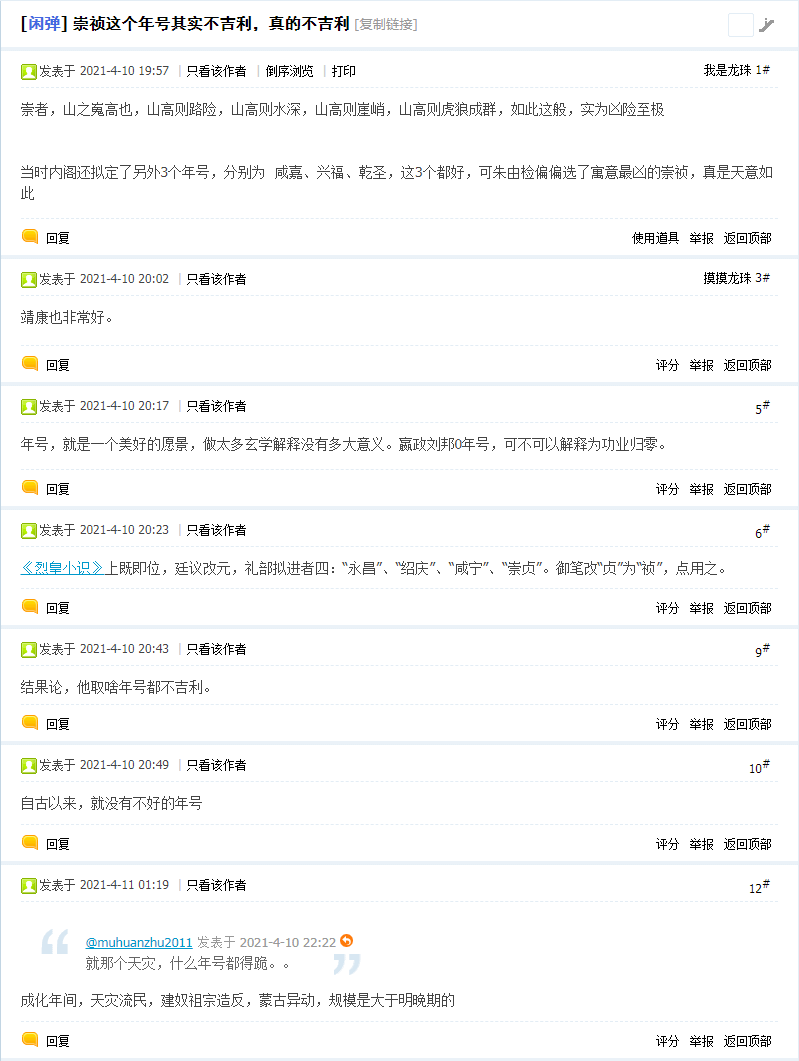 [闲弹] 崇祯这个年号其实不吉利，真的不吉利 [复制链接]
发表于 2021-4-10 19:57 | 只看该作者 | 倒序浏览 | 打印 我是龙珠 1#
崇者，山之嵬高也，山高则路险，山高则水深，山高则崖峭，山高则虎狼成群，如此这般，实为凶险至极
当时内阁还拟定了另外3个年号，分别为 咸嘉、兴福、乾圣，这3个都好，可朱由检偏偏选了寓意最凶的崇祯，真是天意如
此
回复 使用道具 举报 返回顶部
发表于 2021-4-10 20:02 | 只看该作者 摸摸龙珠 3#
靖康也非常好。
回复 评分 举报 返回顶部
发表于 2021-4-10 20:17 | 只看该作者 5#
年号，就是一个美好的愿景，做太多玄学解释没有多大意义。嬴政刘邦0年号，可不可以解释为功业归零。
回复 评分 举报 返回顶部
发表于 2021-4-10 20:23 | 只看该作者 6#
《烈皇小识》上既即位，廷议改元，礼部拟进者四：“永昌”、“绍庆”、“咸宁”、“崇贞”。御笔改“贞”为“祯”，点用之。
回复 评分 举报 返回顶部
发表于 2021-4-10 20:43 | 只看该作者 9#
结果论，他取啥年号都不吉利。
回复 评分 举报 返回顶部
发表于 2021-4-10 20:49 | 只看该作者 10#
自古以来，就没有不好的年号
回复 评分 举报 返回顶部
发表于 2021-4-11 01:19 | 只看该作者 12#
@muhuanzhu2011 发表于 2021-4-10 22:22
就那个天灾，什么年号都得跪。。
成化年间，天灾流民，建奴祖宗造反，蒙古异动，规模是大于明晚期的
回复 评分 举报 返回顶部